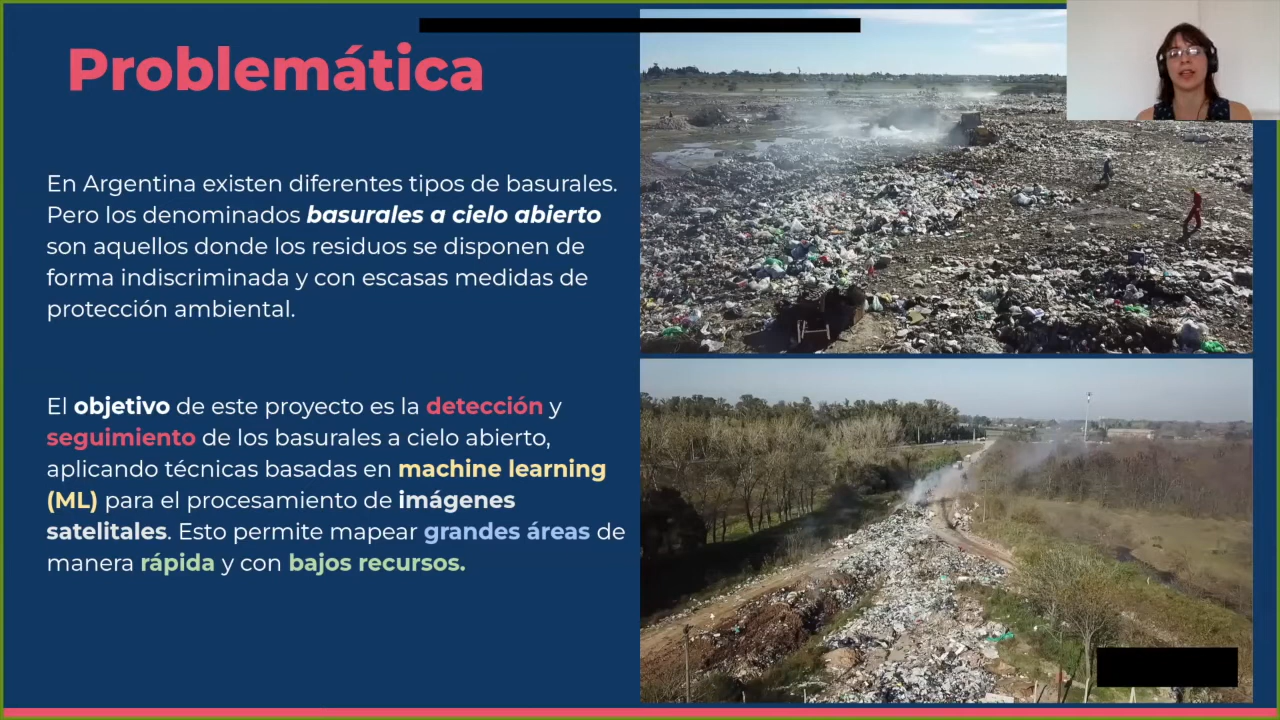 Problemática
En Argentina existen diferentes tipos de basurales.
Pero los denominados basurales a cielo abierto
son aquellos donde los residuos se disponen de
forma indiscriminada y con escasas medidas de
protección ambiental.
El objetivo de este proyecto es la detección y
seguimiento de los basurales a cielo abierto,
aplicando técnicas basadas en machine learning
(ML) para el procesamiento de imágenes
satelitales. Esto permite mapear grandes áreas de
manera rápida y con bajos recursos.